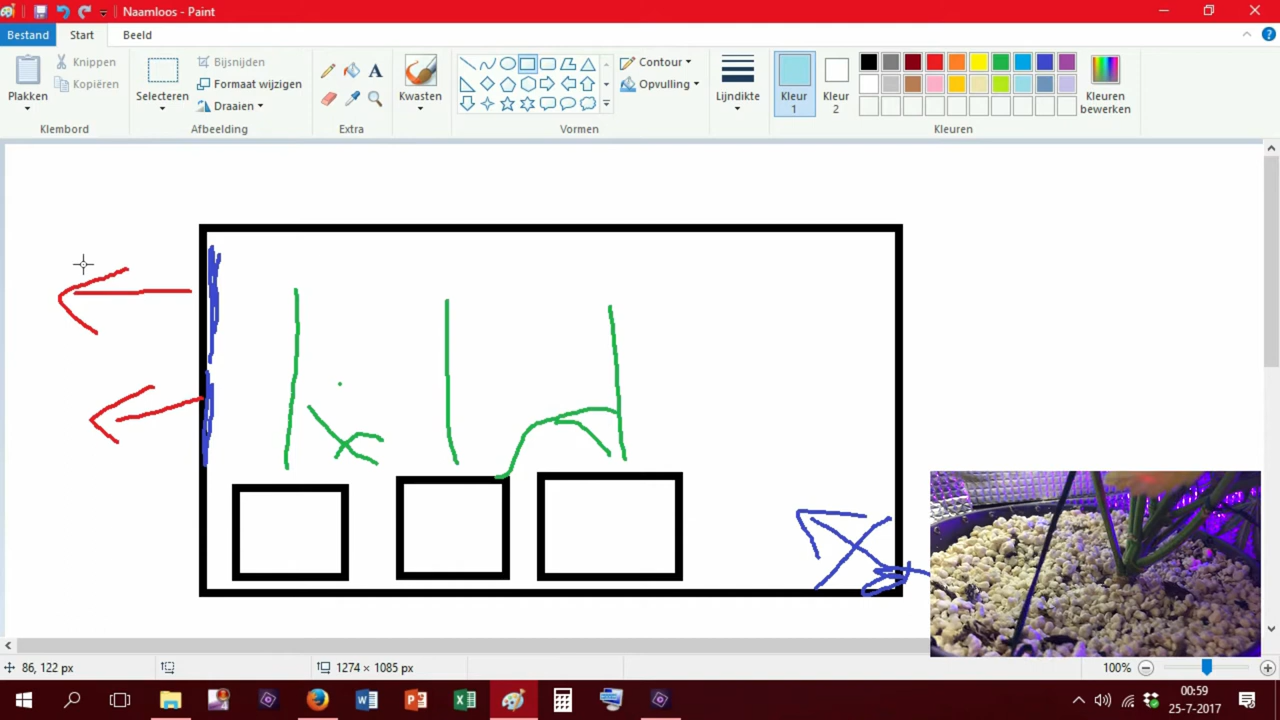 Naamloos - Paint
Bestand Start Beeld
Plakken
Knippen
Kopiëren
Klembord
Selecteren
Bijsnijden
Formaat wijzigen
Draaien
Afbeelding
A
Extra
Kwasten
Contour
Opvulling
Vormen
Lijndikte
Kleur 1
Kleur 2
Kleuren bewerken
Kleuren
86, 122 px
1274 × 1085 px
100%
00:59
25-7-2017